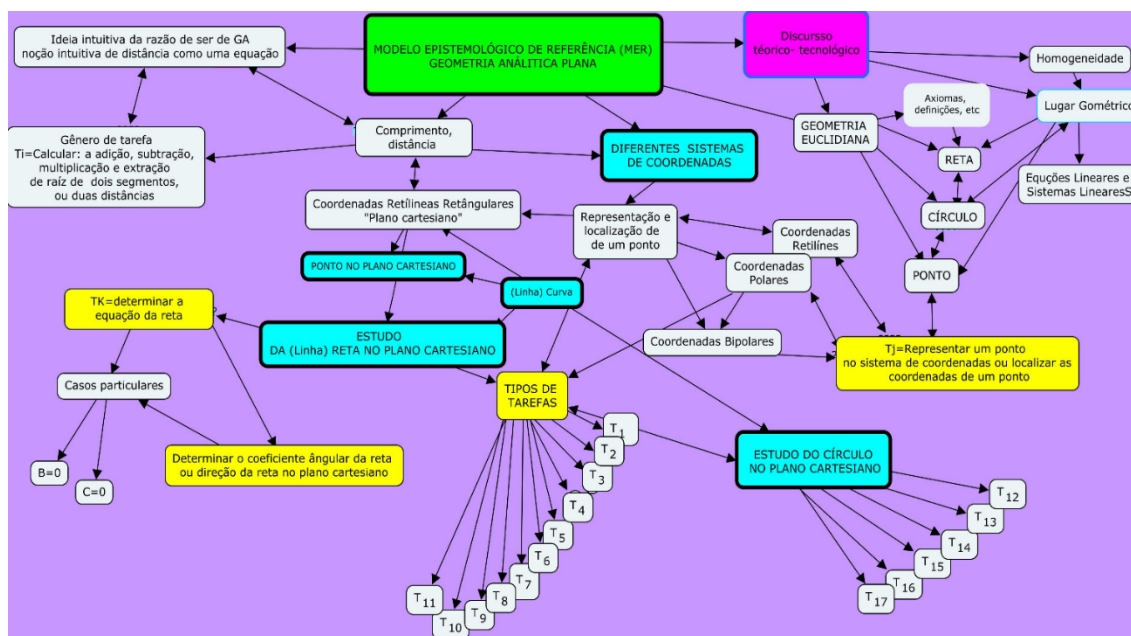 Ideia intuitiva da razão de ser de GA
noção intuitiva de distância como uma equação
MODELO EPISTEMOLÓGICO DE REFERÊNCIA (MER)
GEOMETRIA ANÁLITICA PLANA
Discursso
téorico- tecnológico
Homogeneidade
Gênero de tarefa
Ti=Calcular: a adição, subtração,
multiplicação e extração
de raíz de dois segmentos,
ou duas distâncias
Comprimento,
distância
DIFERENTES SISTEMAS
DE COORDENADAS
GEOMETRIA
EUCLIDIANA
Axiomas,
definições, etc
Lugar Gométrico
RETA
Equções Lineares e
Sistemas LinearesS
Coordenadas Retílineas Retângulares
"Plano cartesiano"
Representação e
localização de
de um ponto
Coordenadas
Retilínes
CÍRCULO
PONTO NO PLANO CARTESIANO
Coordenadas
Polares
PONTO
(Linha) Curva
TK=determinar a
equação da reta
ESTUDO
DA (Linha) RETA NO PLANO CARTESIANO
Coordenadas Bipolares
Tj=Representar um ponto
no sistema de coordenadas ou localizar as
coordenadas de um ponto
Casos particulares
TIPOS DE
TAREFAS
B=0
C=0
Determinar o coeficiente ângular da reta
ou direção da reta no plano cartesiano
ESTUDO DO CÍRCULO
NO PLANO CARTESIANO
T1
T2
T3
T4
T5
T6
T7
T8
T9
T10
T11
T12
T13
T14
T15
T16
T17